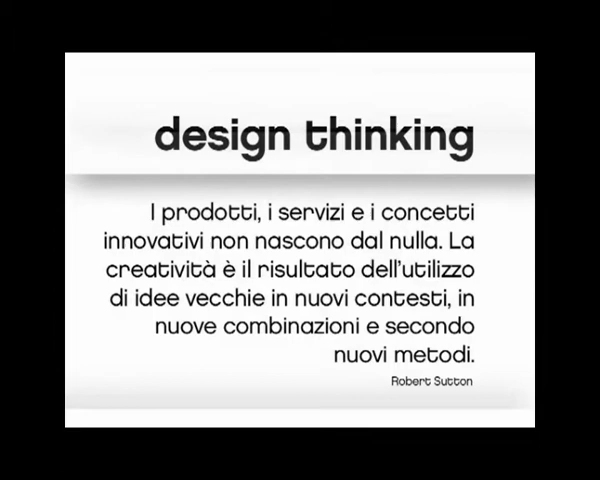 design thinking
I prodotti, i servizi e i concetti
innovativi non nascono dal nulla. La
creatività è il risultato dell'utilizzo
di idee vecchie in nuovi contesti, in
nuove combinazioni e secondo
nuovi metodi.
Robert Sutton